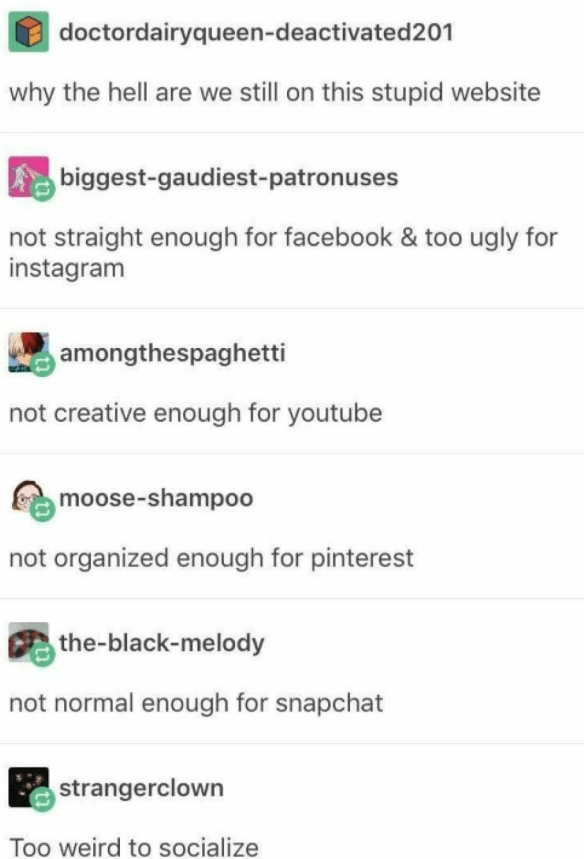 doctordairyqueen-deactivated201
why the hell are we still on this stupid website
biggest-gaudiest-patronuses
not straight enough for facebook & too ugly for
instagram
amongthespaghetti
not creative enough for youtube
moose-shampoo
not organized enough for pinterest
the-black-melody
not normal enough for snapchat
strangerclown
Too weird to socialize